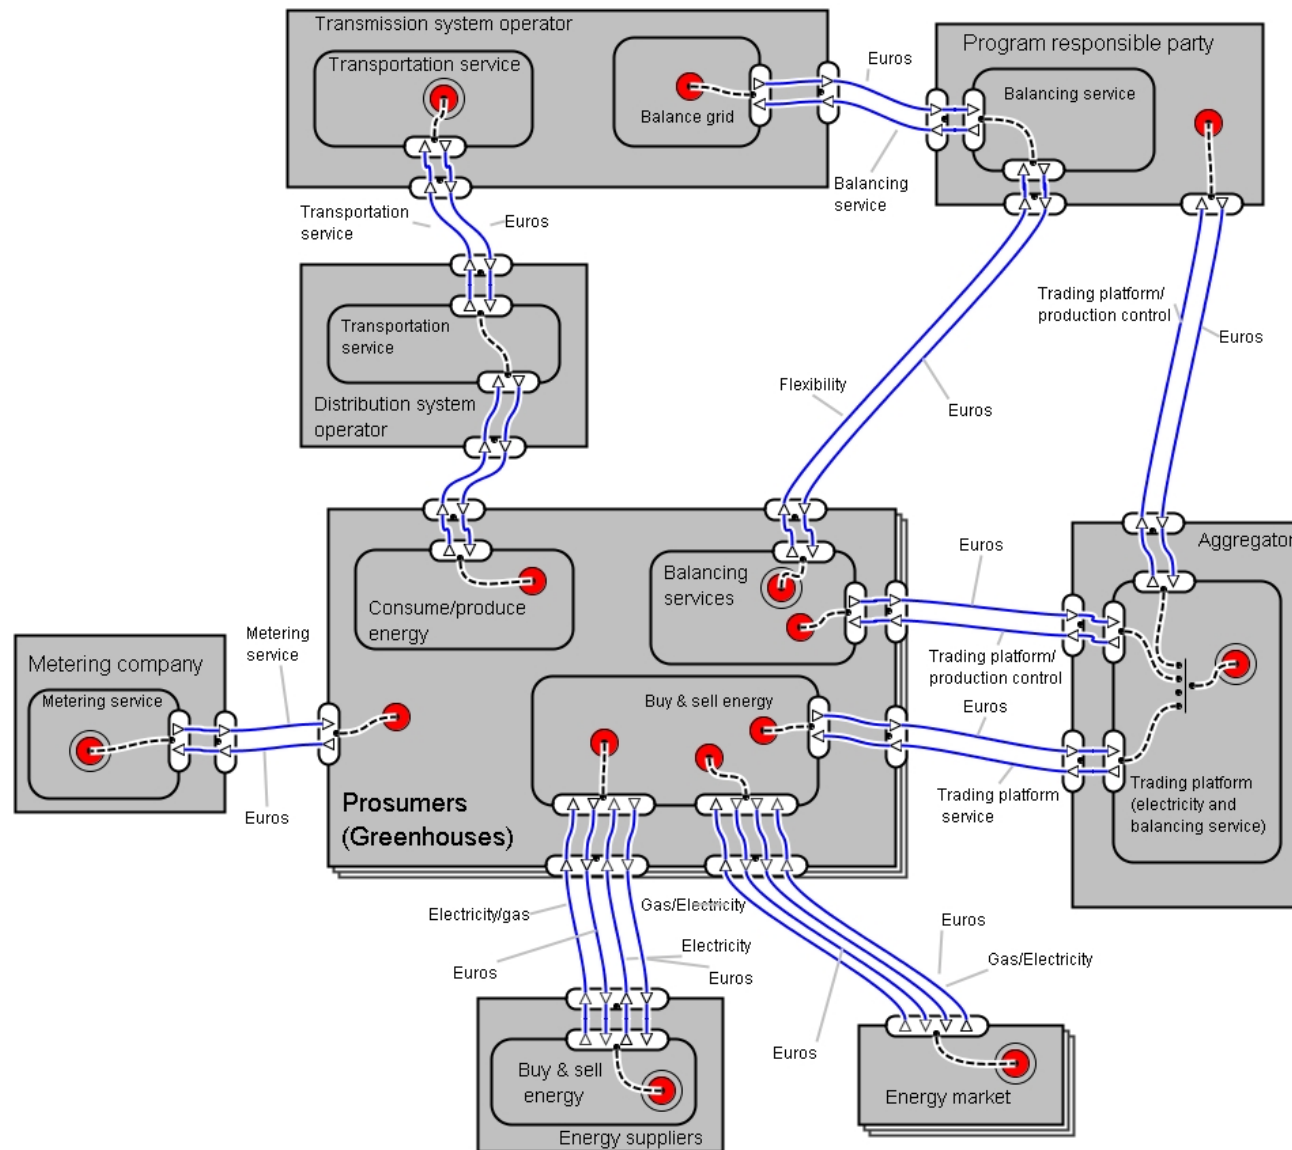 Transmission system operator
Transportation service
Balance grid
Euros
Program responsible party
Balancing service
Balancing
service
Transportation
service
Euros
Trading platform/
production control
Euros
Transportation
service
Distribution system
operator
Flexibility
Euros
Consume/produce
energy
Balancing
services
Euros
Aggregator
Metering
service
Metering company
Metering service
Euros
Trading platform/
production control
Buy & sell energy
Euros
Trading platform
service
Trading platform
(electricity and
balancing service)
Prosumers
(Greenhouses)
Electricity/gas
Gas/Electricity
Euros
Electricity
Euros
Euros
Gas/Electricity
Euros
Buy & sell
energy
Energy suppliers
Energy market